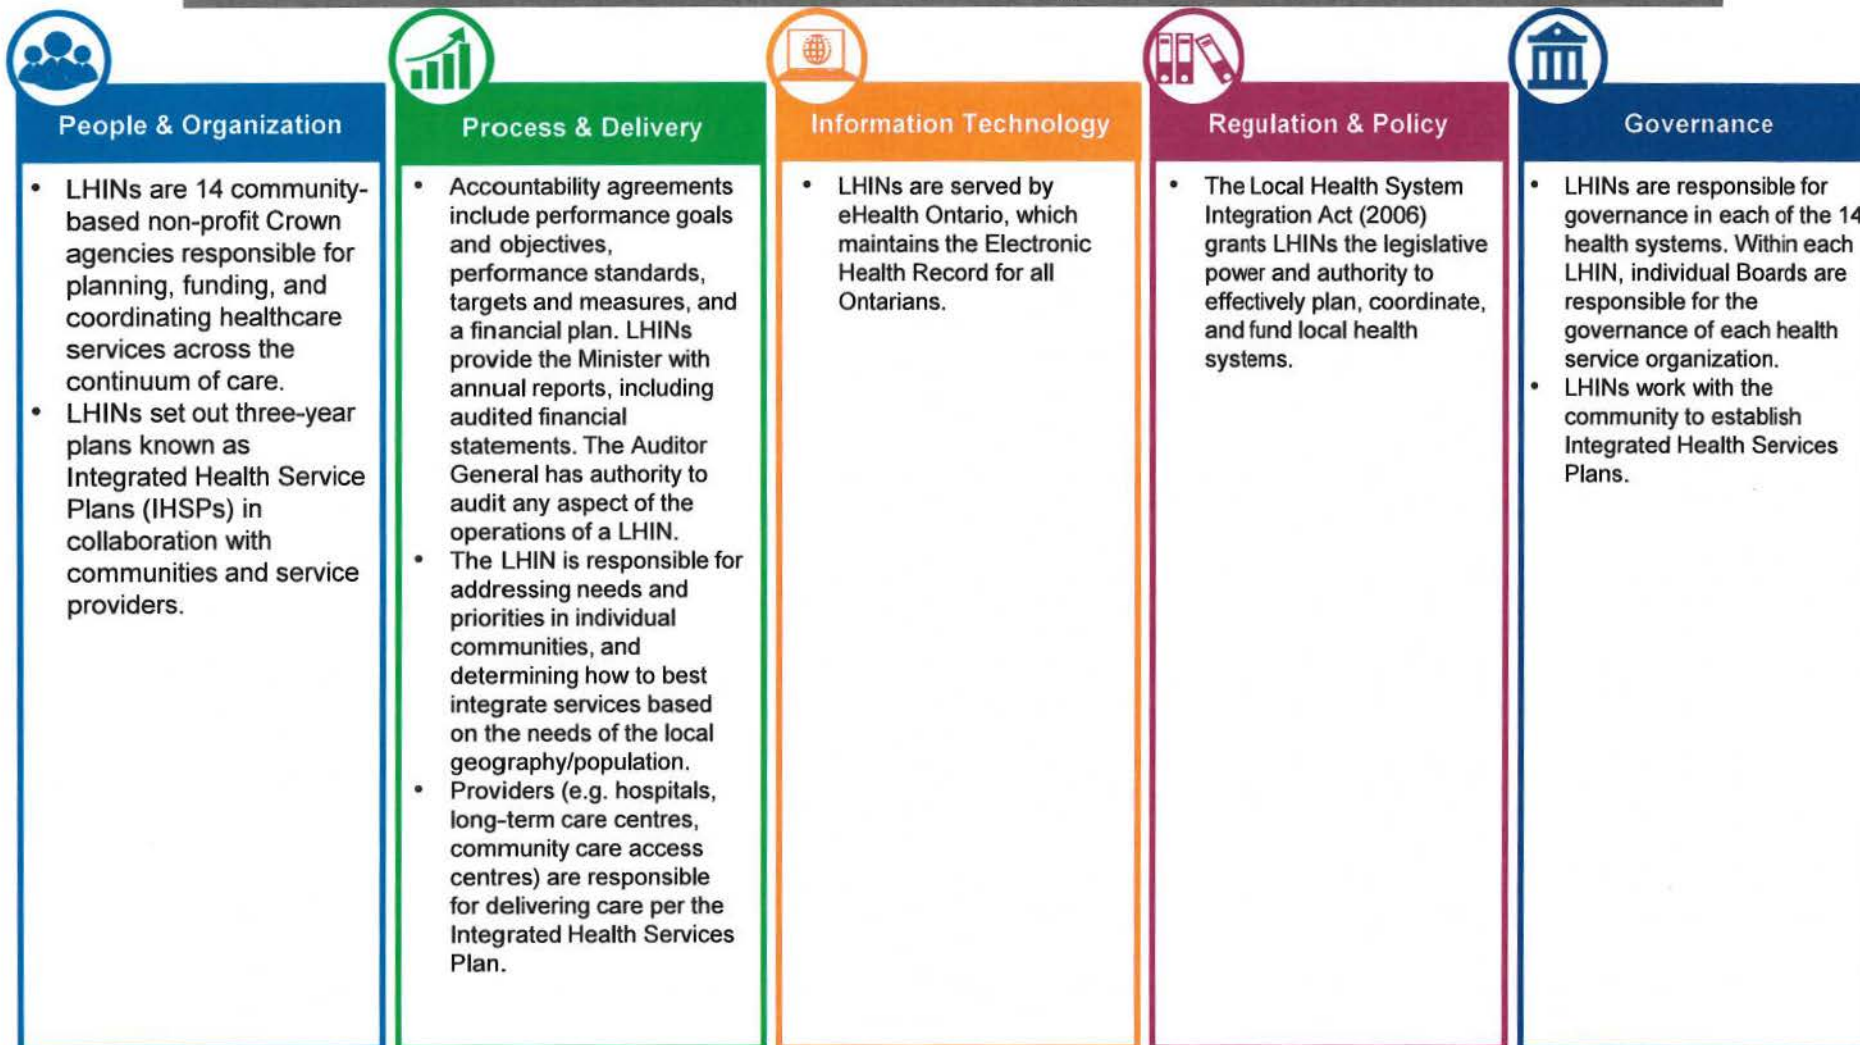 People & Organization
• LHINs are 14 community-
based non-profit Crown
agencies responsible for
planning, funding, and
coordinating healthcare
services across the
continuum of care.
• LHINs set out three-year
plans known as
Integrated Health Service
Plans (IHSPs) in
collaboration with
communities and service
providers.
Process & Delivery
• Accountability agreements
include performance goals
and objectives,
performance standards,
targets and measures, and
a financial plan. LHINs
provide the Minister with
annual reports, including
audited financial
statements. The Auditor
General has authority to
audit any aspect of the
operations of a LHIN.
• The LHIN is responsible for
addressing needs and
priorities in individual
communities, and
determining how to best
integrate services based
on the needs of the local
geography/population.
• Providers (e.g. hospitals,
long-term care centres,
community care access
centres) are responsible
for delivering care per the
Integrated Health Services
Plan.
Information Technology
• LHINs are served by
eHealth Ontario, which
maintains the Electronic
Health Record for all
Ontarians.
Regulation & Policy
• The Local Health System
Integration Act (2006)
grants LHINs the legislative
power and authority to
effectively plan, coordinate,
and fund local health
systems.
Governance
• LHINs are responsible for
governance in each of the 14
health systems. Within each
LHIN, individual Boards are
responsible for the
governance of each health
service organization.
• LHINs work with the
community to establish
Integrated Health Services
Plans.